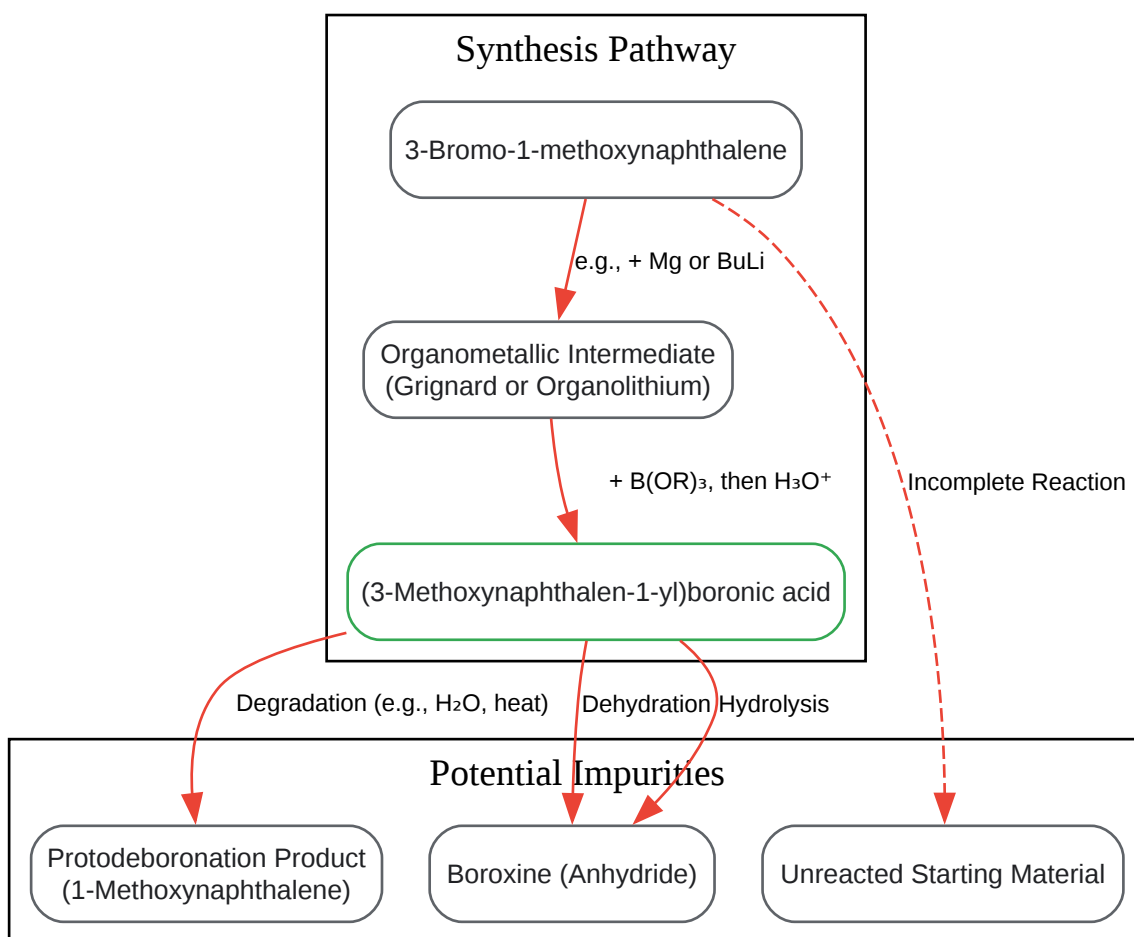 Synthesis Pathway
3-Bromo-1-methoxynaphthalene
e.g., + Mg or BuLi
Organometallic Intermediate
(Grignard or Organolithium)
+ B(OR)₃, then H₃O⁺
Incomplete Reaction
(3-Methoxynaphthalen-1-yl)boronic acid
Degradation (e.g., H₂O, heat)
Dehydration
Hydrolysis
Potential Impurities
Protodeboronation Product
(1-Methoxynaphthalene)
Boroxine (Anhydride)
Unreacted Starting Material